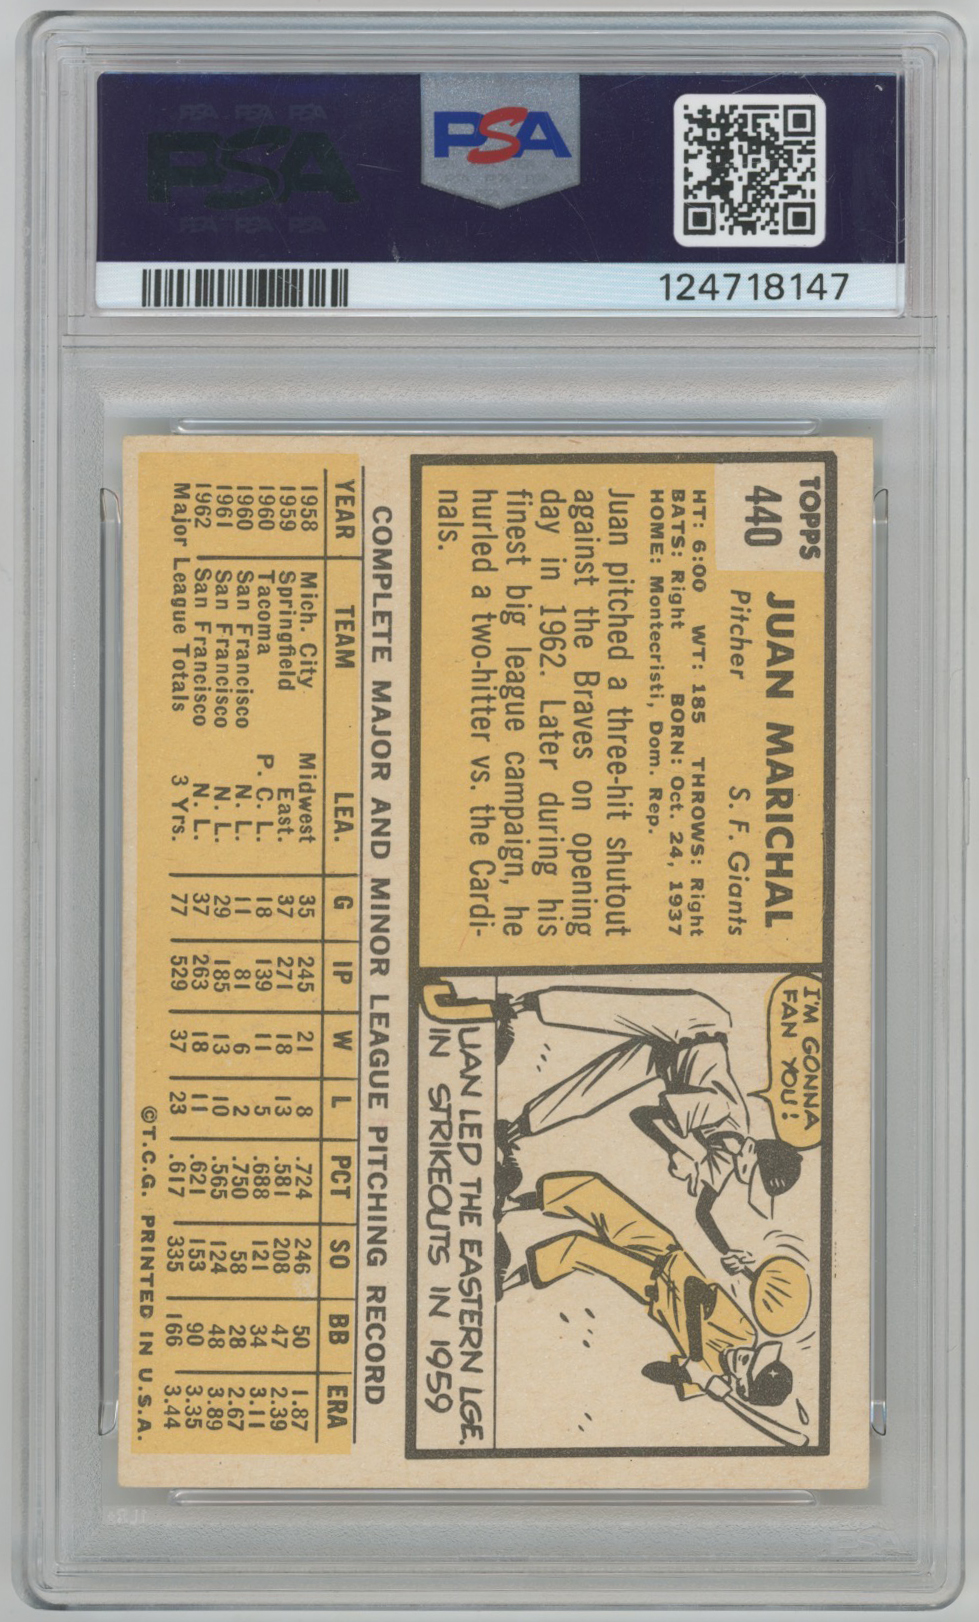 PSA PSA PSA
PSA
PSA PSA PSA
PSA
124718147
TOPPS
440
JUAN MARICHAL
Pitcher S. F. Giants
HT: 6:00 WT: 185 THROWS: Right
BATS: Right BORN: Oct. 24, 1937
HOME: Montecristi, Dom. Rep.
Juan pitched a three-hit shutout
against the Braves on opening
day in 1962. Later during his
finest big league campaign, he
hurled a two-hitter vs. the Cardi-
nals.
I'M GONNA
FAN YOU!
JUAN LED THE EASTERN LGE.
IN STRIKEOUTS IN 1959
COMPLETE MAJOR AND MINOR LEAGUE PITCHING RECORD
YEAR TEAM LEA. G IP W L PCT SO BB ERA
1958 Mich. City Midwest 35 245 21 8 .724 246 50 1.87
1959 Springfield East. 37 271 18 13 .581 208 47 2.39
1960 Tacoma P. C. L. 18 139 11 5 .688 121 34 3.11
1960 San Francisco N. L. 11 81 6 2 .750 58 28 2.67
1961 San Francisco N. L. 29 185 13 10 .565 124 48 3.89
1962 San Francisco N. L. 37 263 18 11 .621 153 90 3.35
Major League Totals 3 Yrs. 77 529 37 23 .617 335 166 3.44
©T.C.G. PRINTED IN U.S.A.